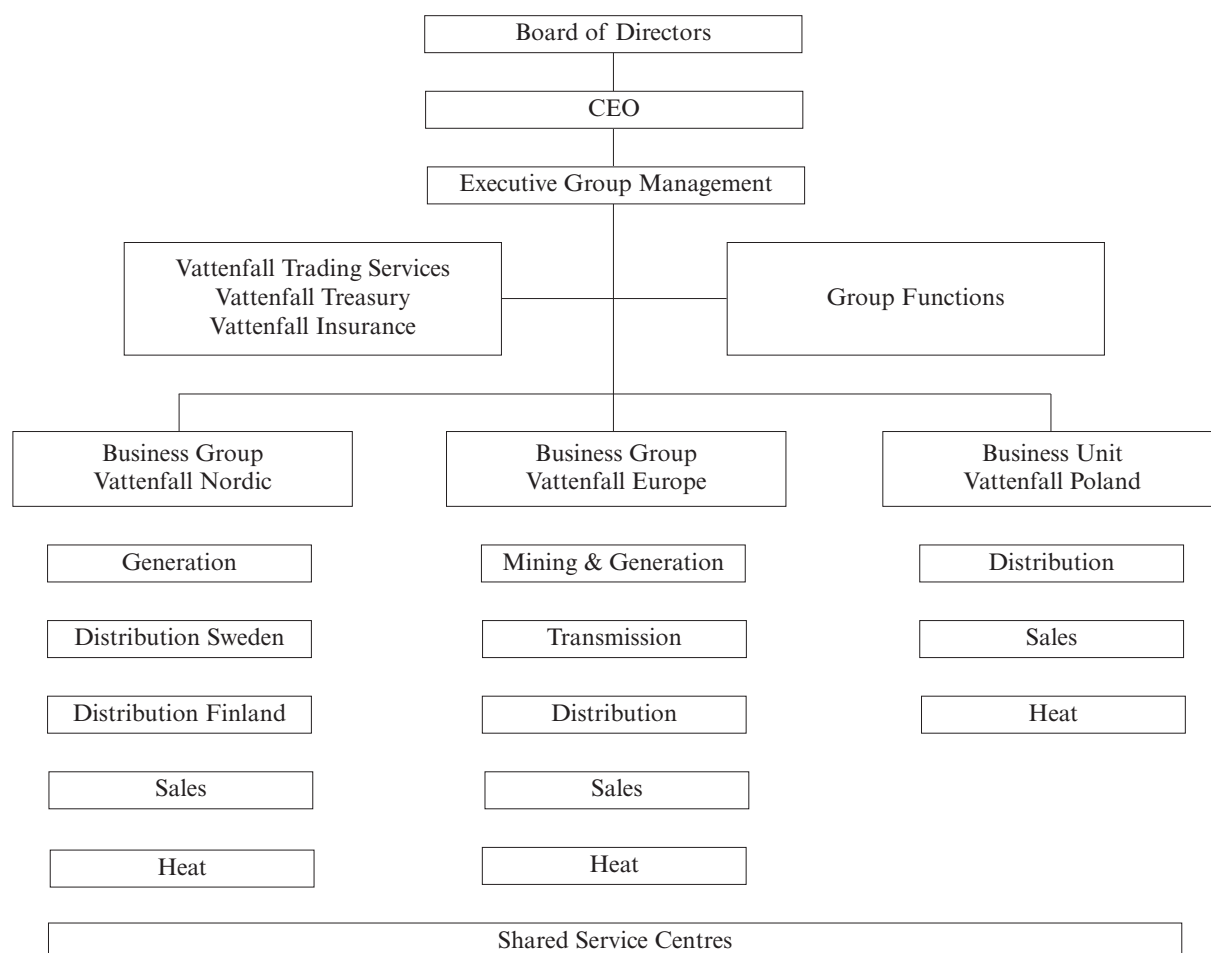 Board of Directors
CEO
Executive Group Management
Vattenfall Trading Services
Vattenfall Treasury
Vattenfall Insurance
Group Functions
Business Group
Vattenfall Nordic
Business Group
Vattenfall Europe
Business Unit
Vattenfall Poland
Generation
Mining & Generation
Distribution
Distribution Sweden
Transmission
Sales
Distribution Finland
Distribution
Heat
Sales
Sales
Heat
Heat
Shared Service Centres